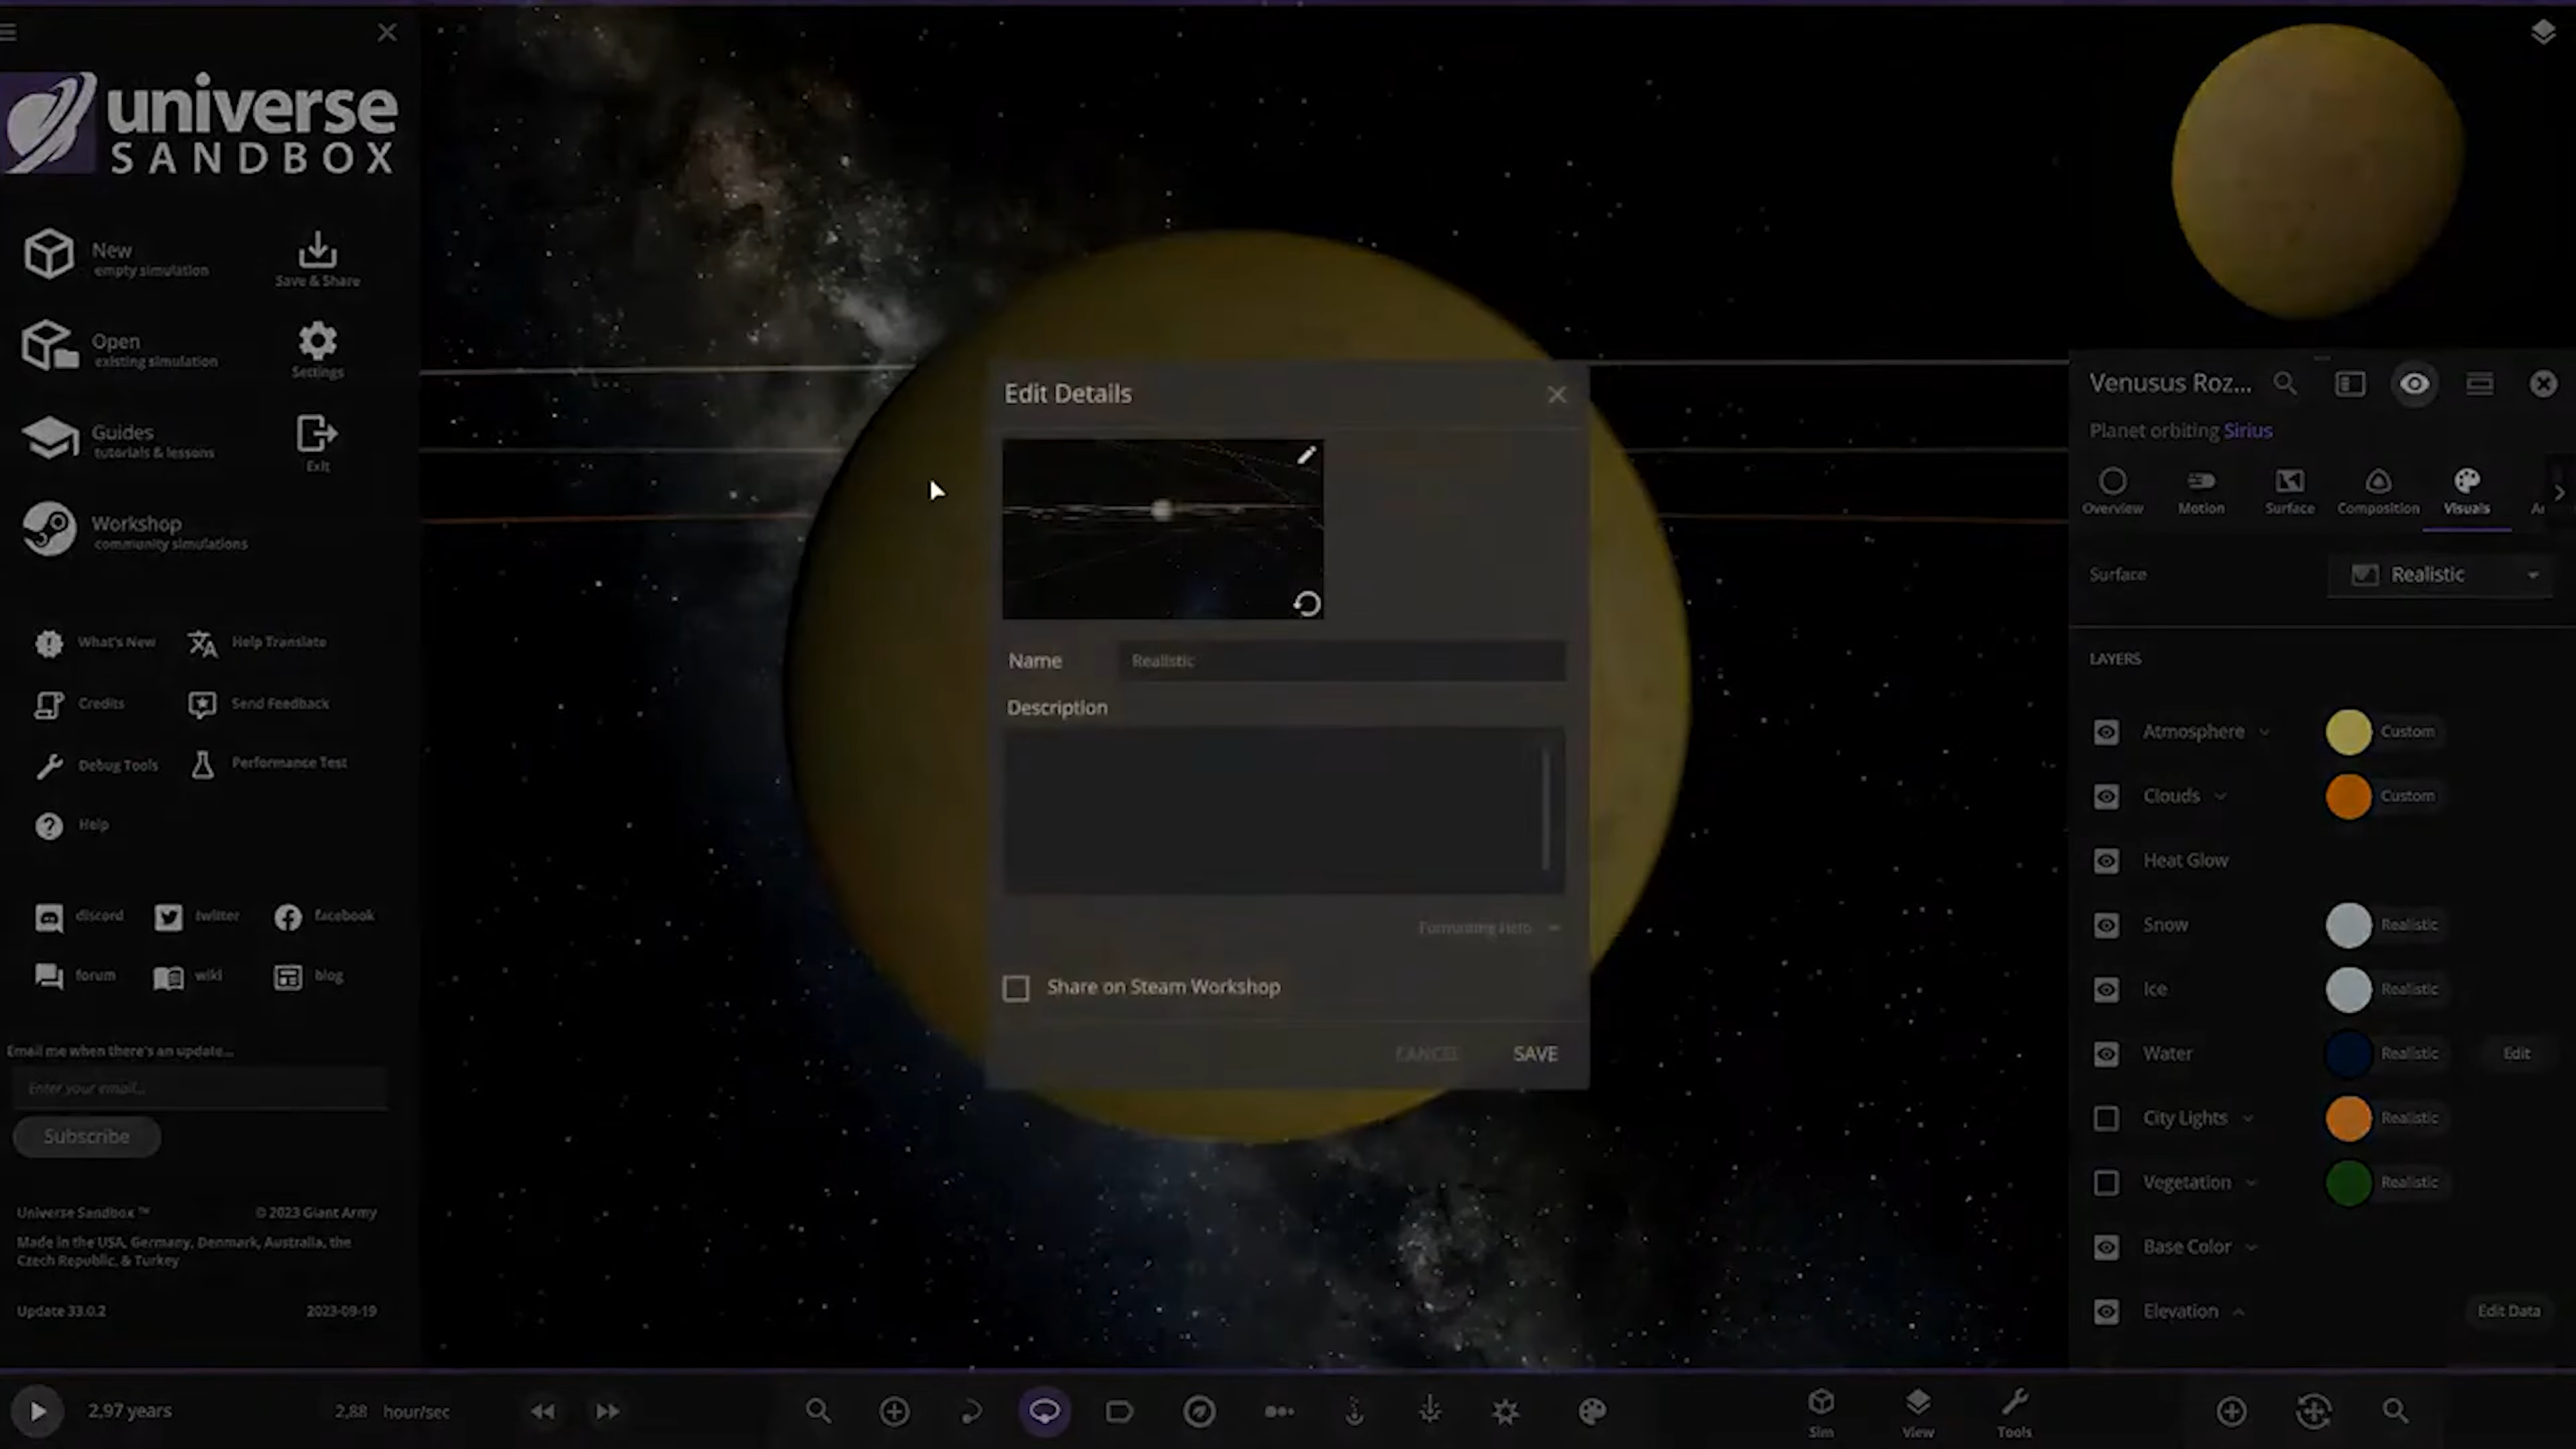 universe
SANDBOX
New
empty simulation
Save & Share
Open
existing simulation
Settings
Guides
tutorials & lessons
Exit
Workshop
community simulations
What's New
Help Translate
Credits
Send Feedback
Debug Tools
Performance Test
Help
discord
twitter
facebook
forum
wiki
blog
Email me when there's an update...
Enter your email...
Subscribe
Universe Sandbox ™
© 2023 Giant Army
Made in the USA, Germany, Denmark, Australia, the
Czech Republic, & Turkey
Update 33.0.2
2023-09-19
Edit Details
Name
Realistic
Description
Formatting Help
Share on Steam Workshop
CANCEL
SAVE
Venusus Roz...
Planet orbiting Sirius
Overview
Motion
Surface
Composition
Visuals
Surface
Realistic
LAYERS
Atmosphere
Custom
Clouds
Custom
Heat Glow
Snow
Realistic
Ice
Realistic
Water
Realistic
Edit
City Lights
Realistic
Vegetation
Realistic
Base Color
Elevation
Edit Data
2,97 years
2,88 hour/sec
Sim
View
Tools